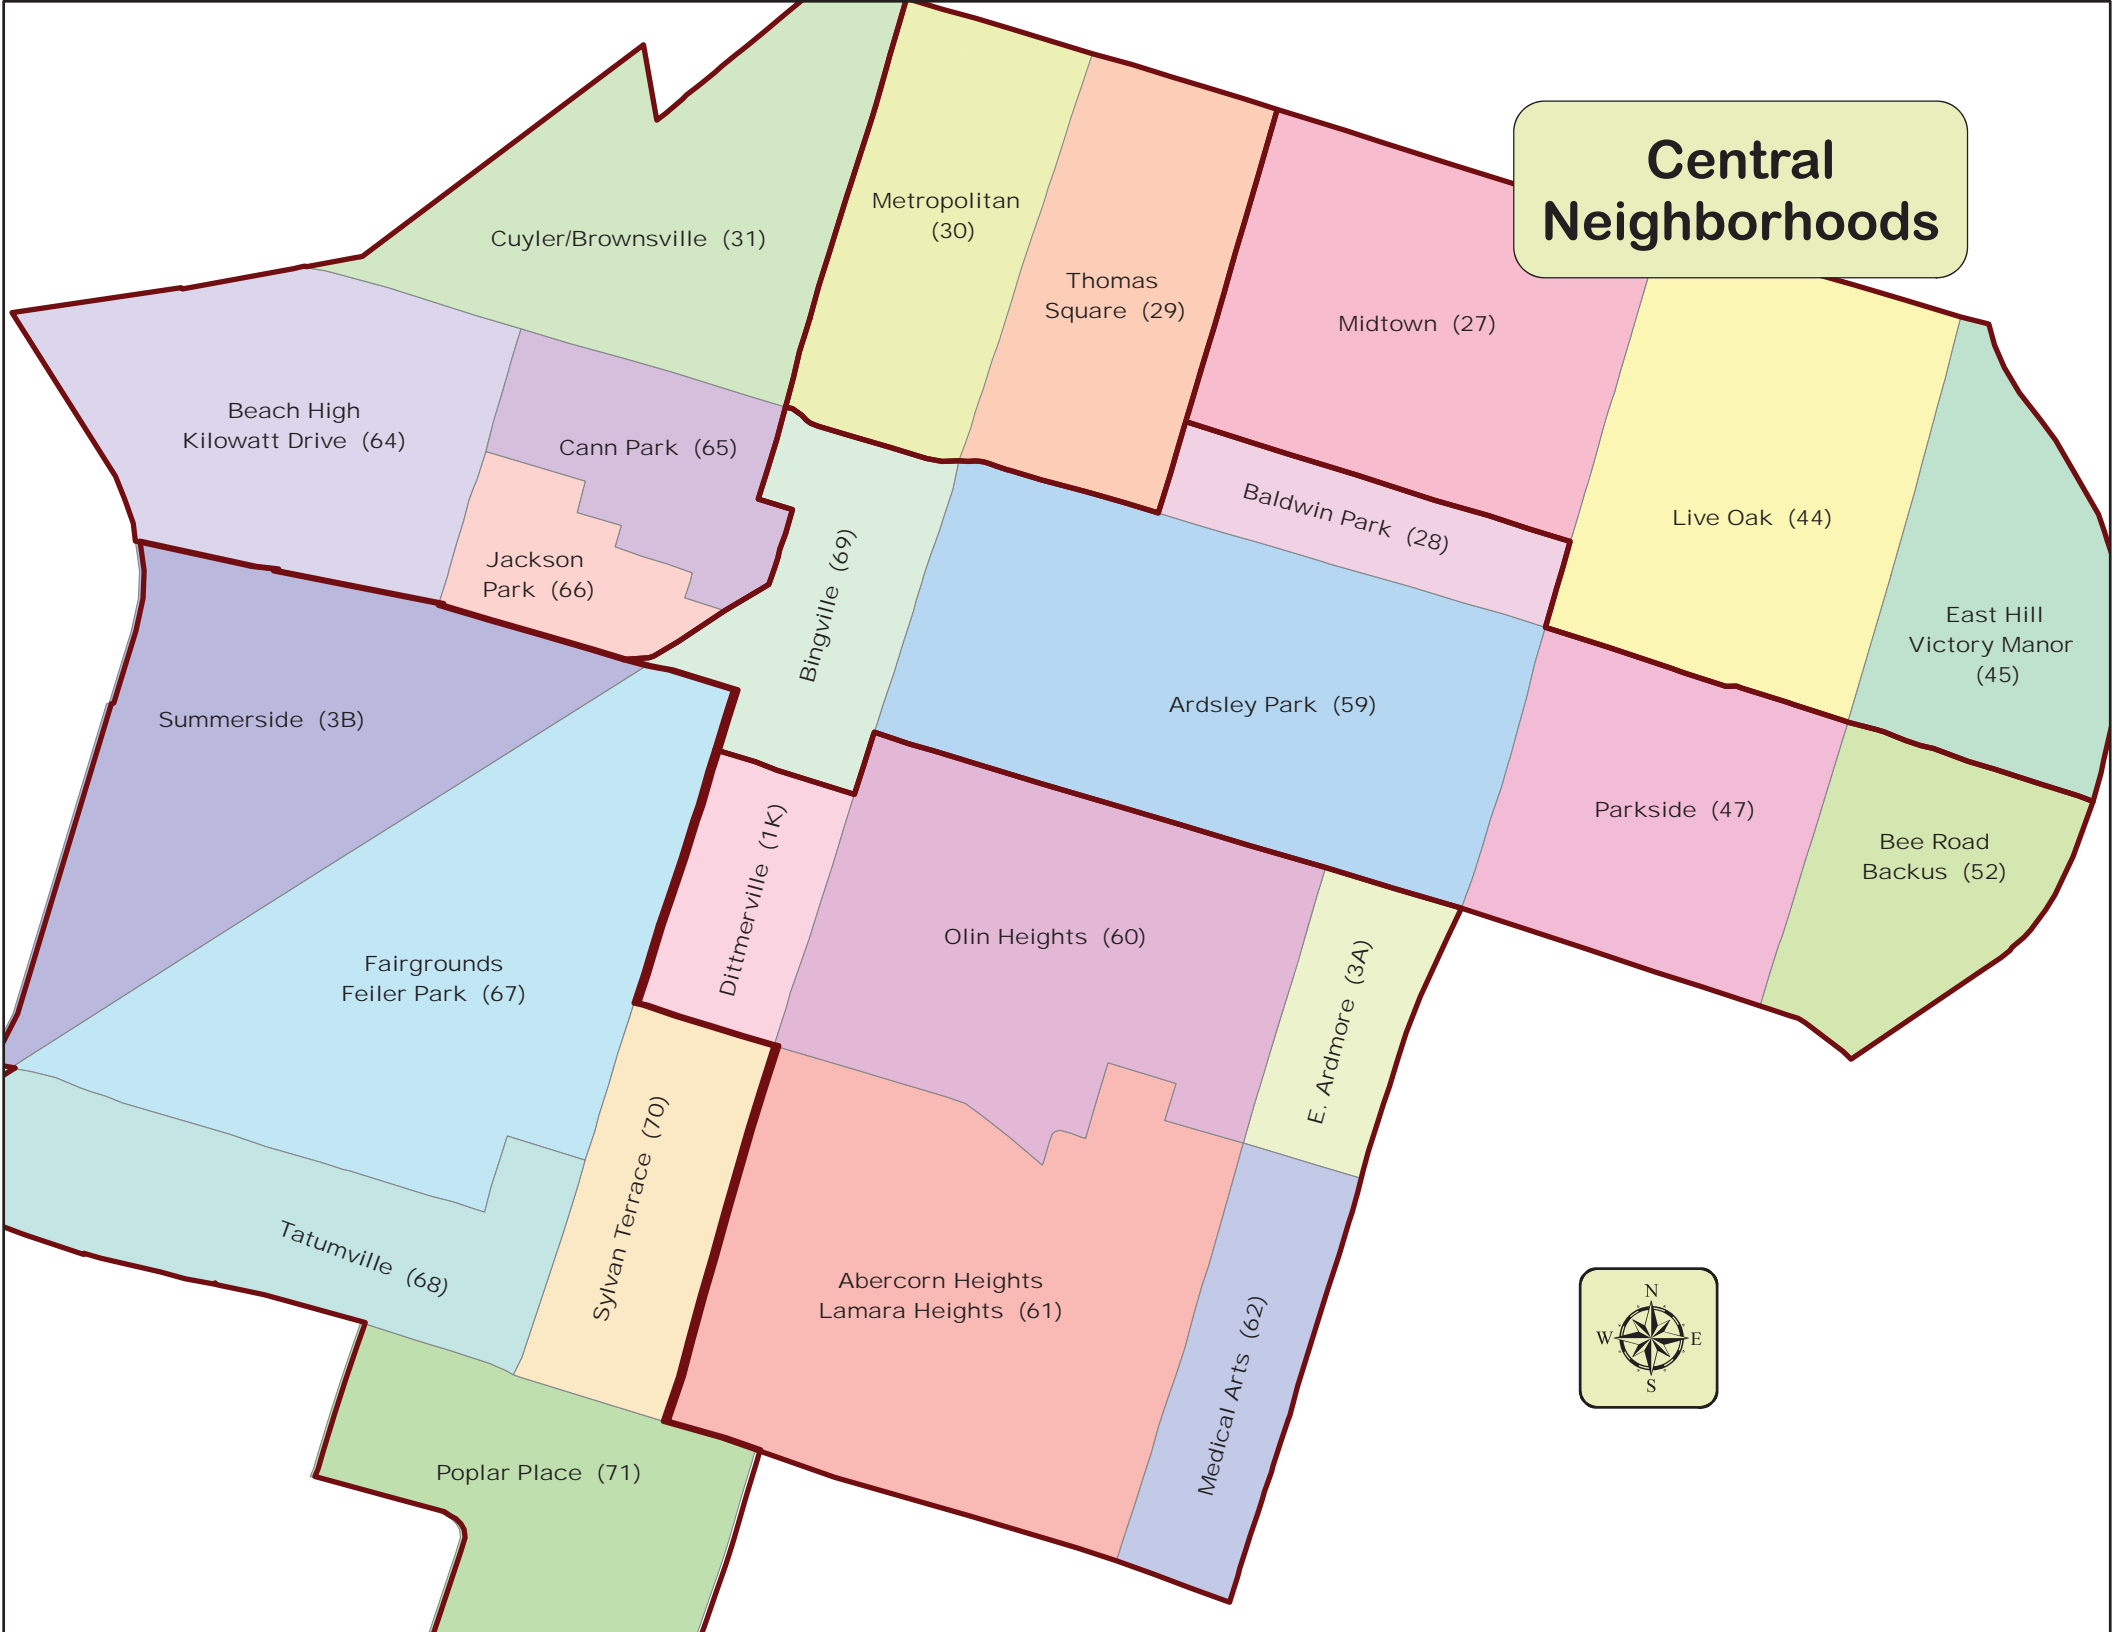 Central
Neighborhoods
Metropolitan
(30)
Cuyler/Brownsville (31)
Thomas
Square (29)
Midtown (27)
Beach High
Kilowatt Drive (64)
Cann Park (65)
Baldwin Park (28)
Live Oak (44)
Jackson
Park (66)
Bingville (69)
East Hill
Victory Manor
(45)
Summerside (3B)
Ardsley Park (59)
Parkside (47)
Bee Road
Backus (52)
Dittmerville (1K)
Olin Heights (60)
Fairgrounds
Feiler Park (67)
E. Ardmore (3A)
Sylvan Terrace (70)
Tatumville (68)
Abercorn Heights
Lamara Heights (61)
Medical Arts (62)
N
W E
S
Poplar Place (71)